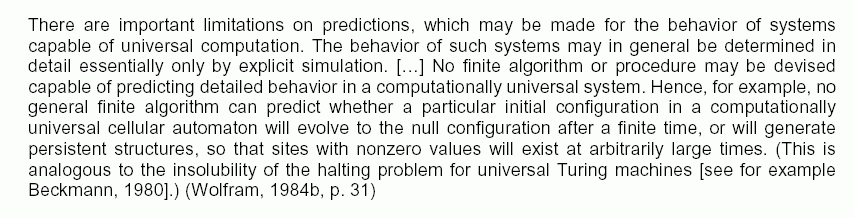 There are important limitations on predictions, which may be made for the behavior of systems
capable of universal computation. The behavior of such systems may in general be determined in
detail essentially only by explicit simulation. […] No finite algorithm or procedure may be devised
capable of predicting detailed behavior in a computationally universal system. Hence, for example, no
general finite algorithm can predict whether a particular initial configuration in a computationally
universal cellular automaton will evolve to the null configuration after a finite time, or will generate
persistent structures, so that sites with nonzero values will exist at arbitrarily large times. (This is
analogous to the insolubility of the halting problem for universal Turing machines [see for example
Beckmann, 1980].) (Wolfram, 1984b, p. 31)